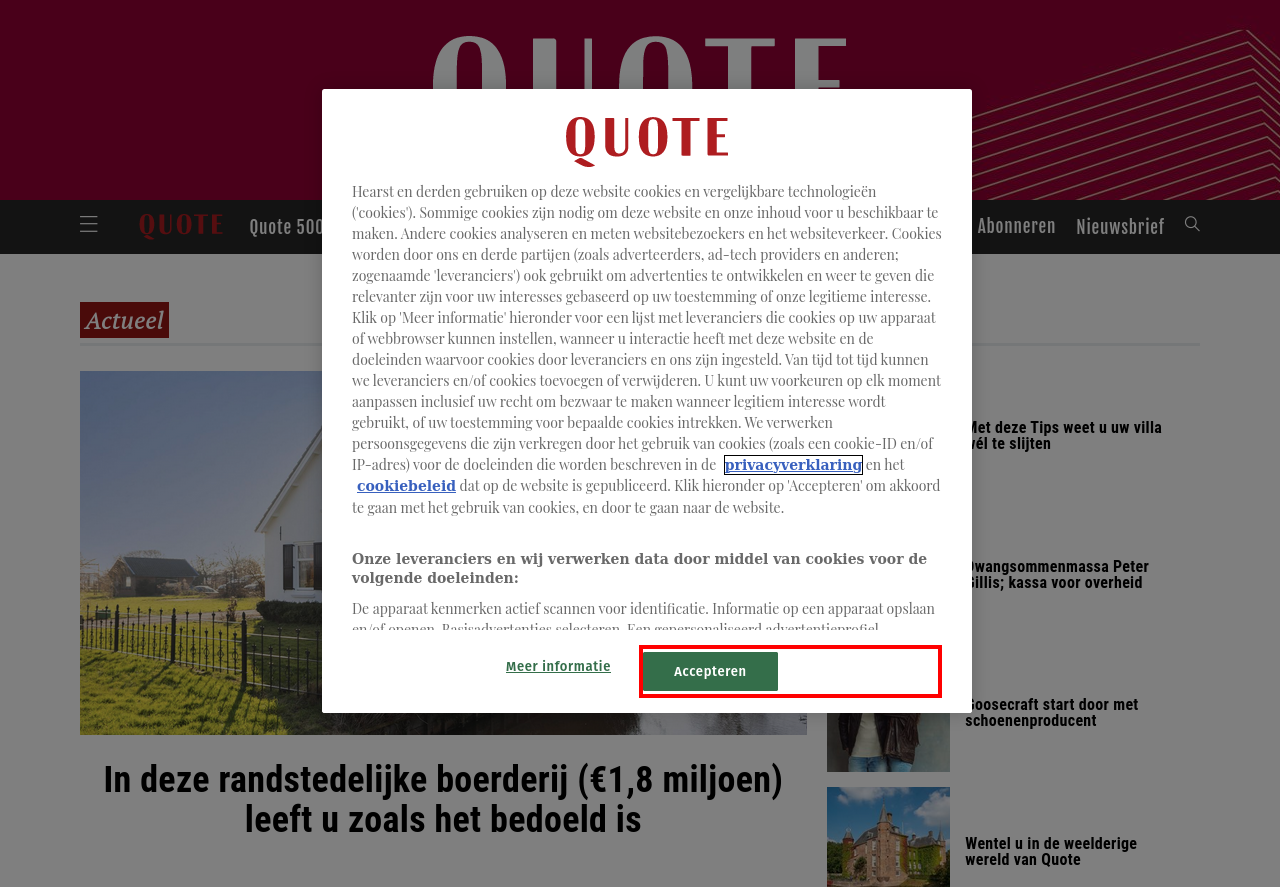 QUOTE
QUOTE
Quote 500
Abonneren
Nieuwsbrief
Actueel
QUOTE
Hearst en derden gebruiken op deze website cookies en vergelijkbare technologieën
('cookies'). Sommige cookies zijn nodig om deze website en onze inhoud voor u beschikbaar te
maken. Andere cookies analyseren en meten websitebezoekers en het websiteverkeer. Cookies
worden door ons en derde partijen (zoals adverteerders, ad-tech providers en anderen;
zogenaamde 'leveranciers') ook gebruikt om advertenties te ontwikkelen en weer te geven die
relevanter zijn voor uw interesses gebaseerd op uw toestemming of onze legitieme interesse.
Klik op 'Meer informatie' hieronder voor een lijst met leveranciers die cookies op uw apparaat
of webbrowser kunnen instellen, wanneer u interactie heeft met deze website en de
doeleinden waarvoor cookies door leveranciers en ons zijn ingesteld. Van tijd tot tijd kunnen
we leveranciers en/of cookies toevoegen of verwijderen. U kunt uw voorkeuren op elk moment
aanpassen inclusief uw recht om bezwaar te maken wanneer legitiem interesse wordt
gebruikt, of uw toestemming voor bepaalde cookies intrekken. We verwerken
persoonsgegevens die zijn verkregen door het gebruik van cookies (zoals een cookie-ID en/of
IP-adres) voor de doeleinden die worden beschreven in de privacyverklaring en het
cookiebeleid dat op de website is gepubliceerd. Klik hieronder op 'Accepteren' om akkoord
te gaan met het gebruik van cookies, en door te gaan naar de website.
Onze leveranciers en wij verwerken data door middel van cookies voor de
volgende doeleinden:
De apparaat kenmerken actief scannen voor identificatie. Informatie op een apparaat opslaan
en/of openen. Basisadvertenties selecteren. Een gepersonaliseerd advertentieprofiel
Meer informatie
Accepteren
Met deze Tips weet u uw villa
wél te slijten
Dwangsommenmassa Peter
Gillis; kassa voor overheid
Goosecraft start door met
schoenenproducent
Wentel u in de weelderige
wereld van Quote
In deze randstedelijke boerderij (€1,8 miljoen)
leeft u zoals het bedoeld is